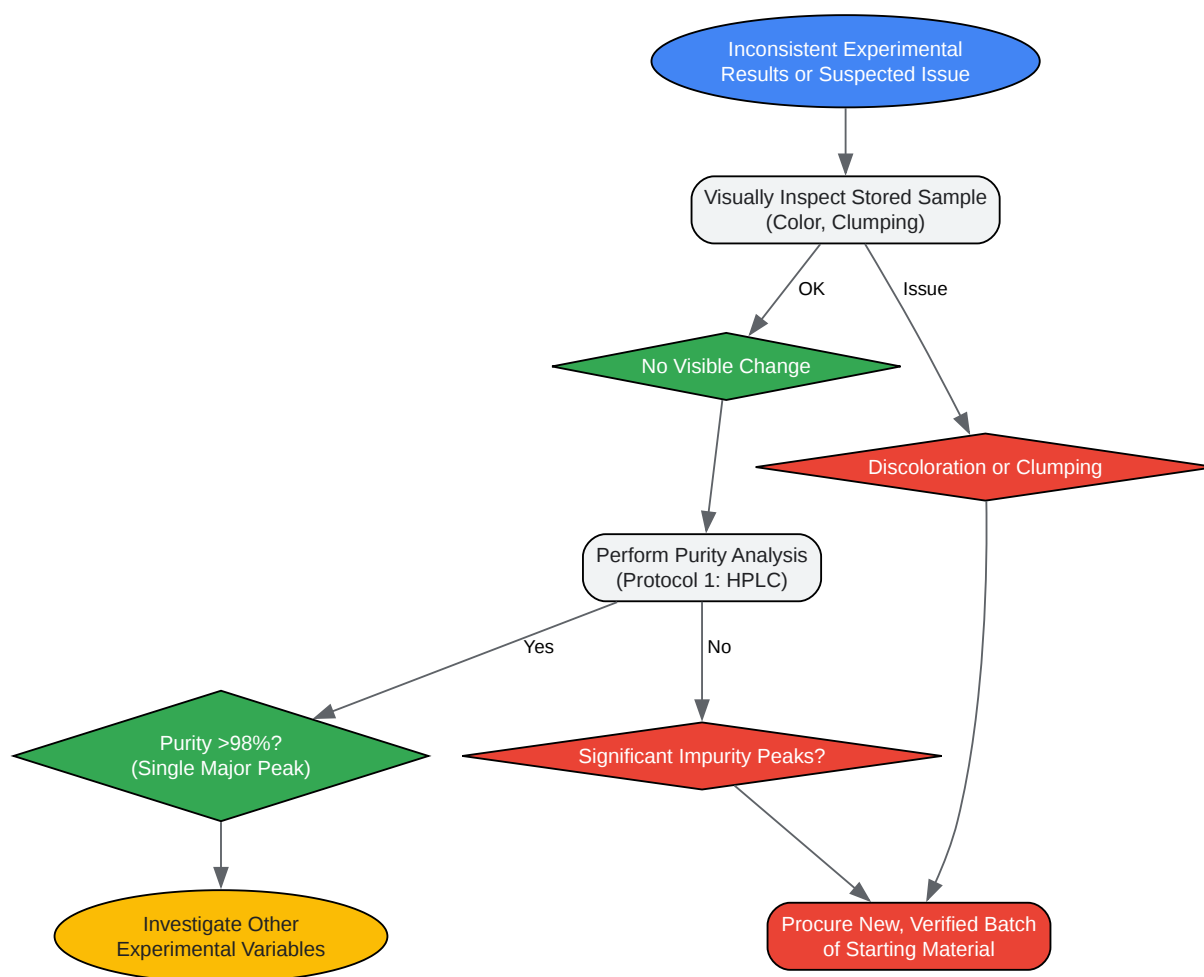 Inconsistent Experimental
Results or Suspected Issue
Visually Inspect Stored Sample
(Color, Clumping)
OK
Issue
No Visible Change
Discoloration or Clumping
Perform Purity Analysis
(Protocol 1: HPLC)
Yes
No
Purity >98%?
(Single Major Peak)
Significant Impurity Peaks?
Investigate Other
Experimental Variables
Procure New, Verified Batch
of Starting Material